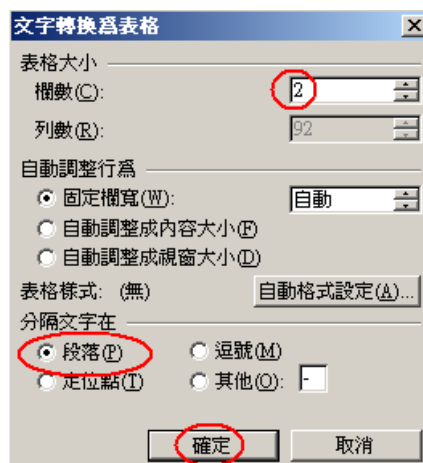 文字轉換爲表格
表格大小
欄數(C): 2
列數(R): 92
自動調整行爲
固定欄寬(W): 自動
自動調整成內容大小(F)
自動調整成視窗大小(D)
表格樣式: (無) 自動格式設定(A)...
分隔文字在
段落(P) 逗號(M)
定位點(T) 其他(O): -
確定 取消